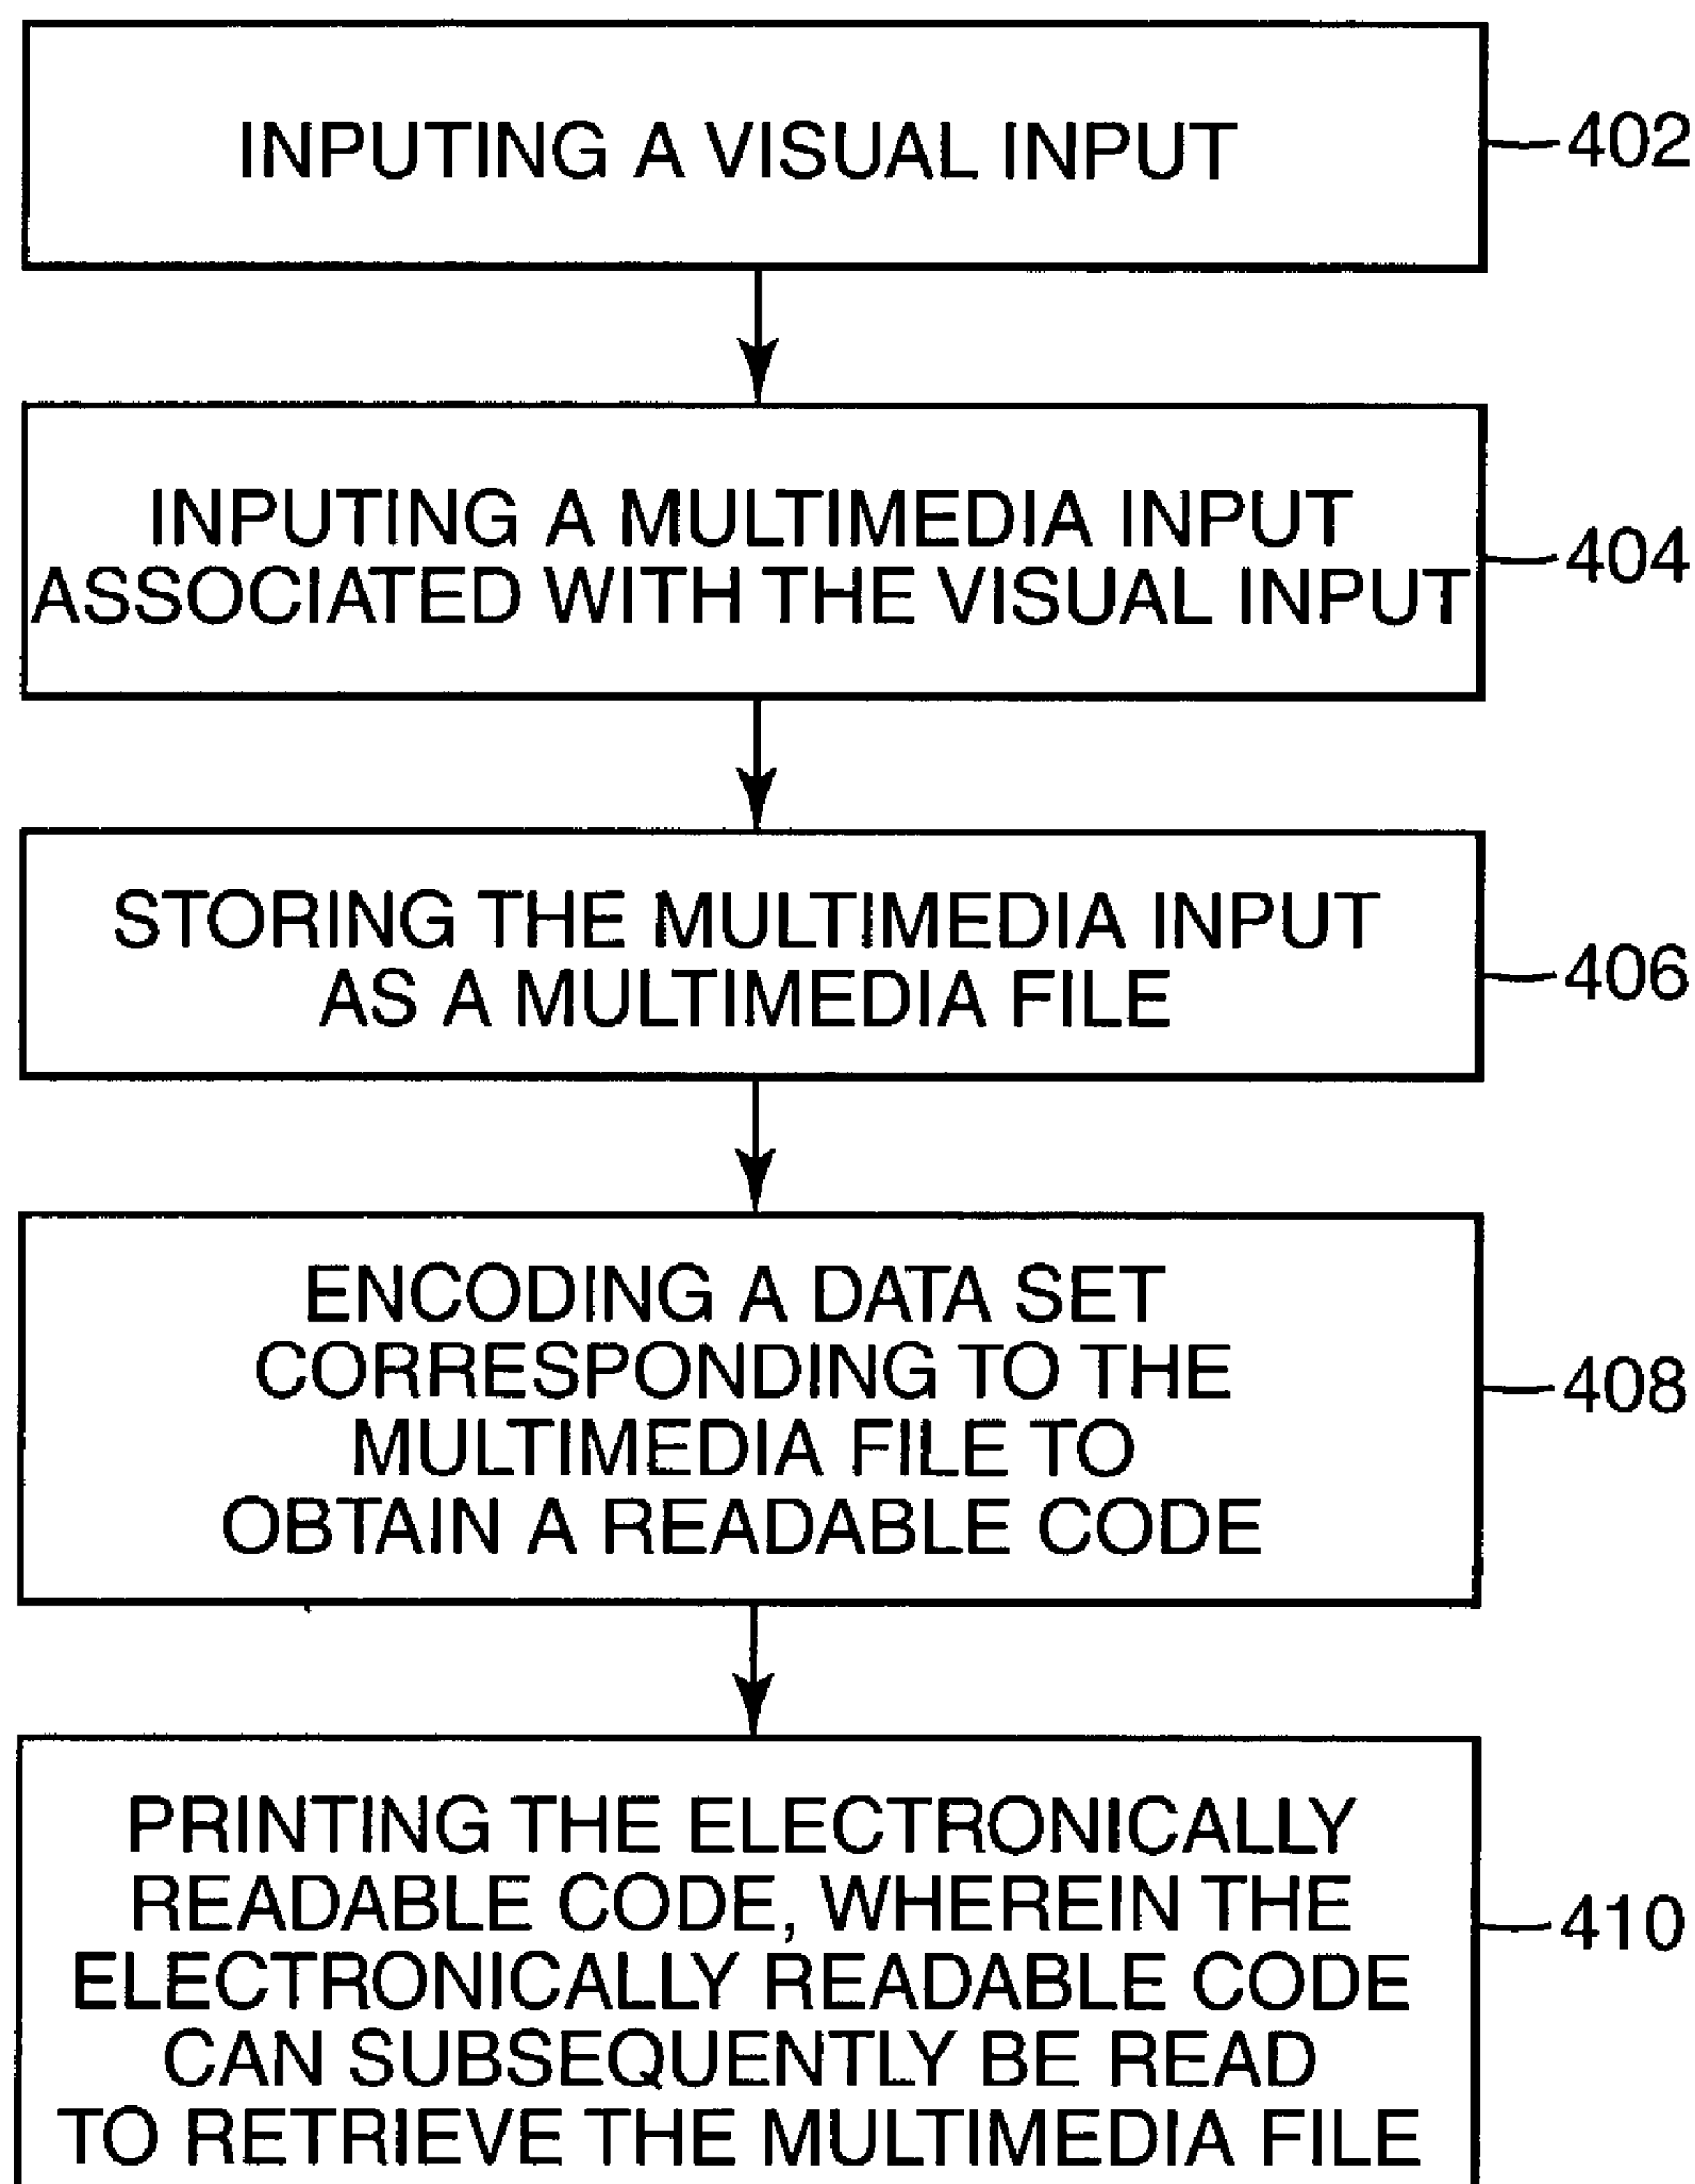 INPUTING A VISUAL INPUT
402
INPUTING A MULTIMEDIA INPUT
ASSOCIATED WITH THE VISUAL INPUT
404
STORING THE MULTIMEDIA INPUT
AS A MULTIMEDIA FILE
406
ENCODING A DATA SET
CORRESPONDING TO THE
MULTIMEDIA FILE TO
OBTAIN A READABLE CODE
408
PRINTING THE ELECTRONICALLY
READABLE CODE, WHEREIN THE
ELECTRONICALLY READABLE CODE
CAN SUBSEQUENTLY BE READ
TO RETRIEVE THE MULTIMEDIA FILE
410